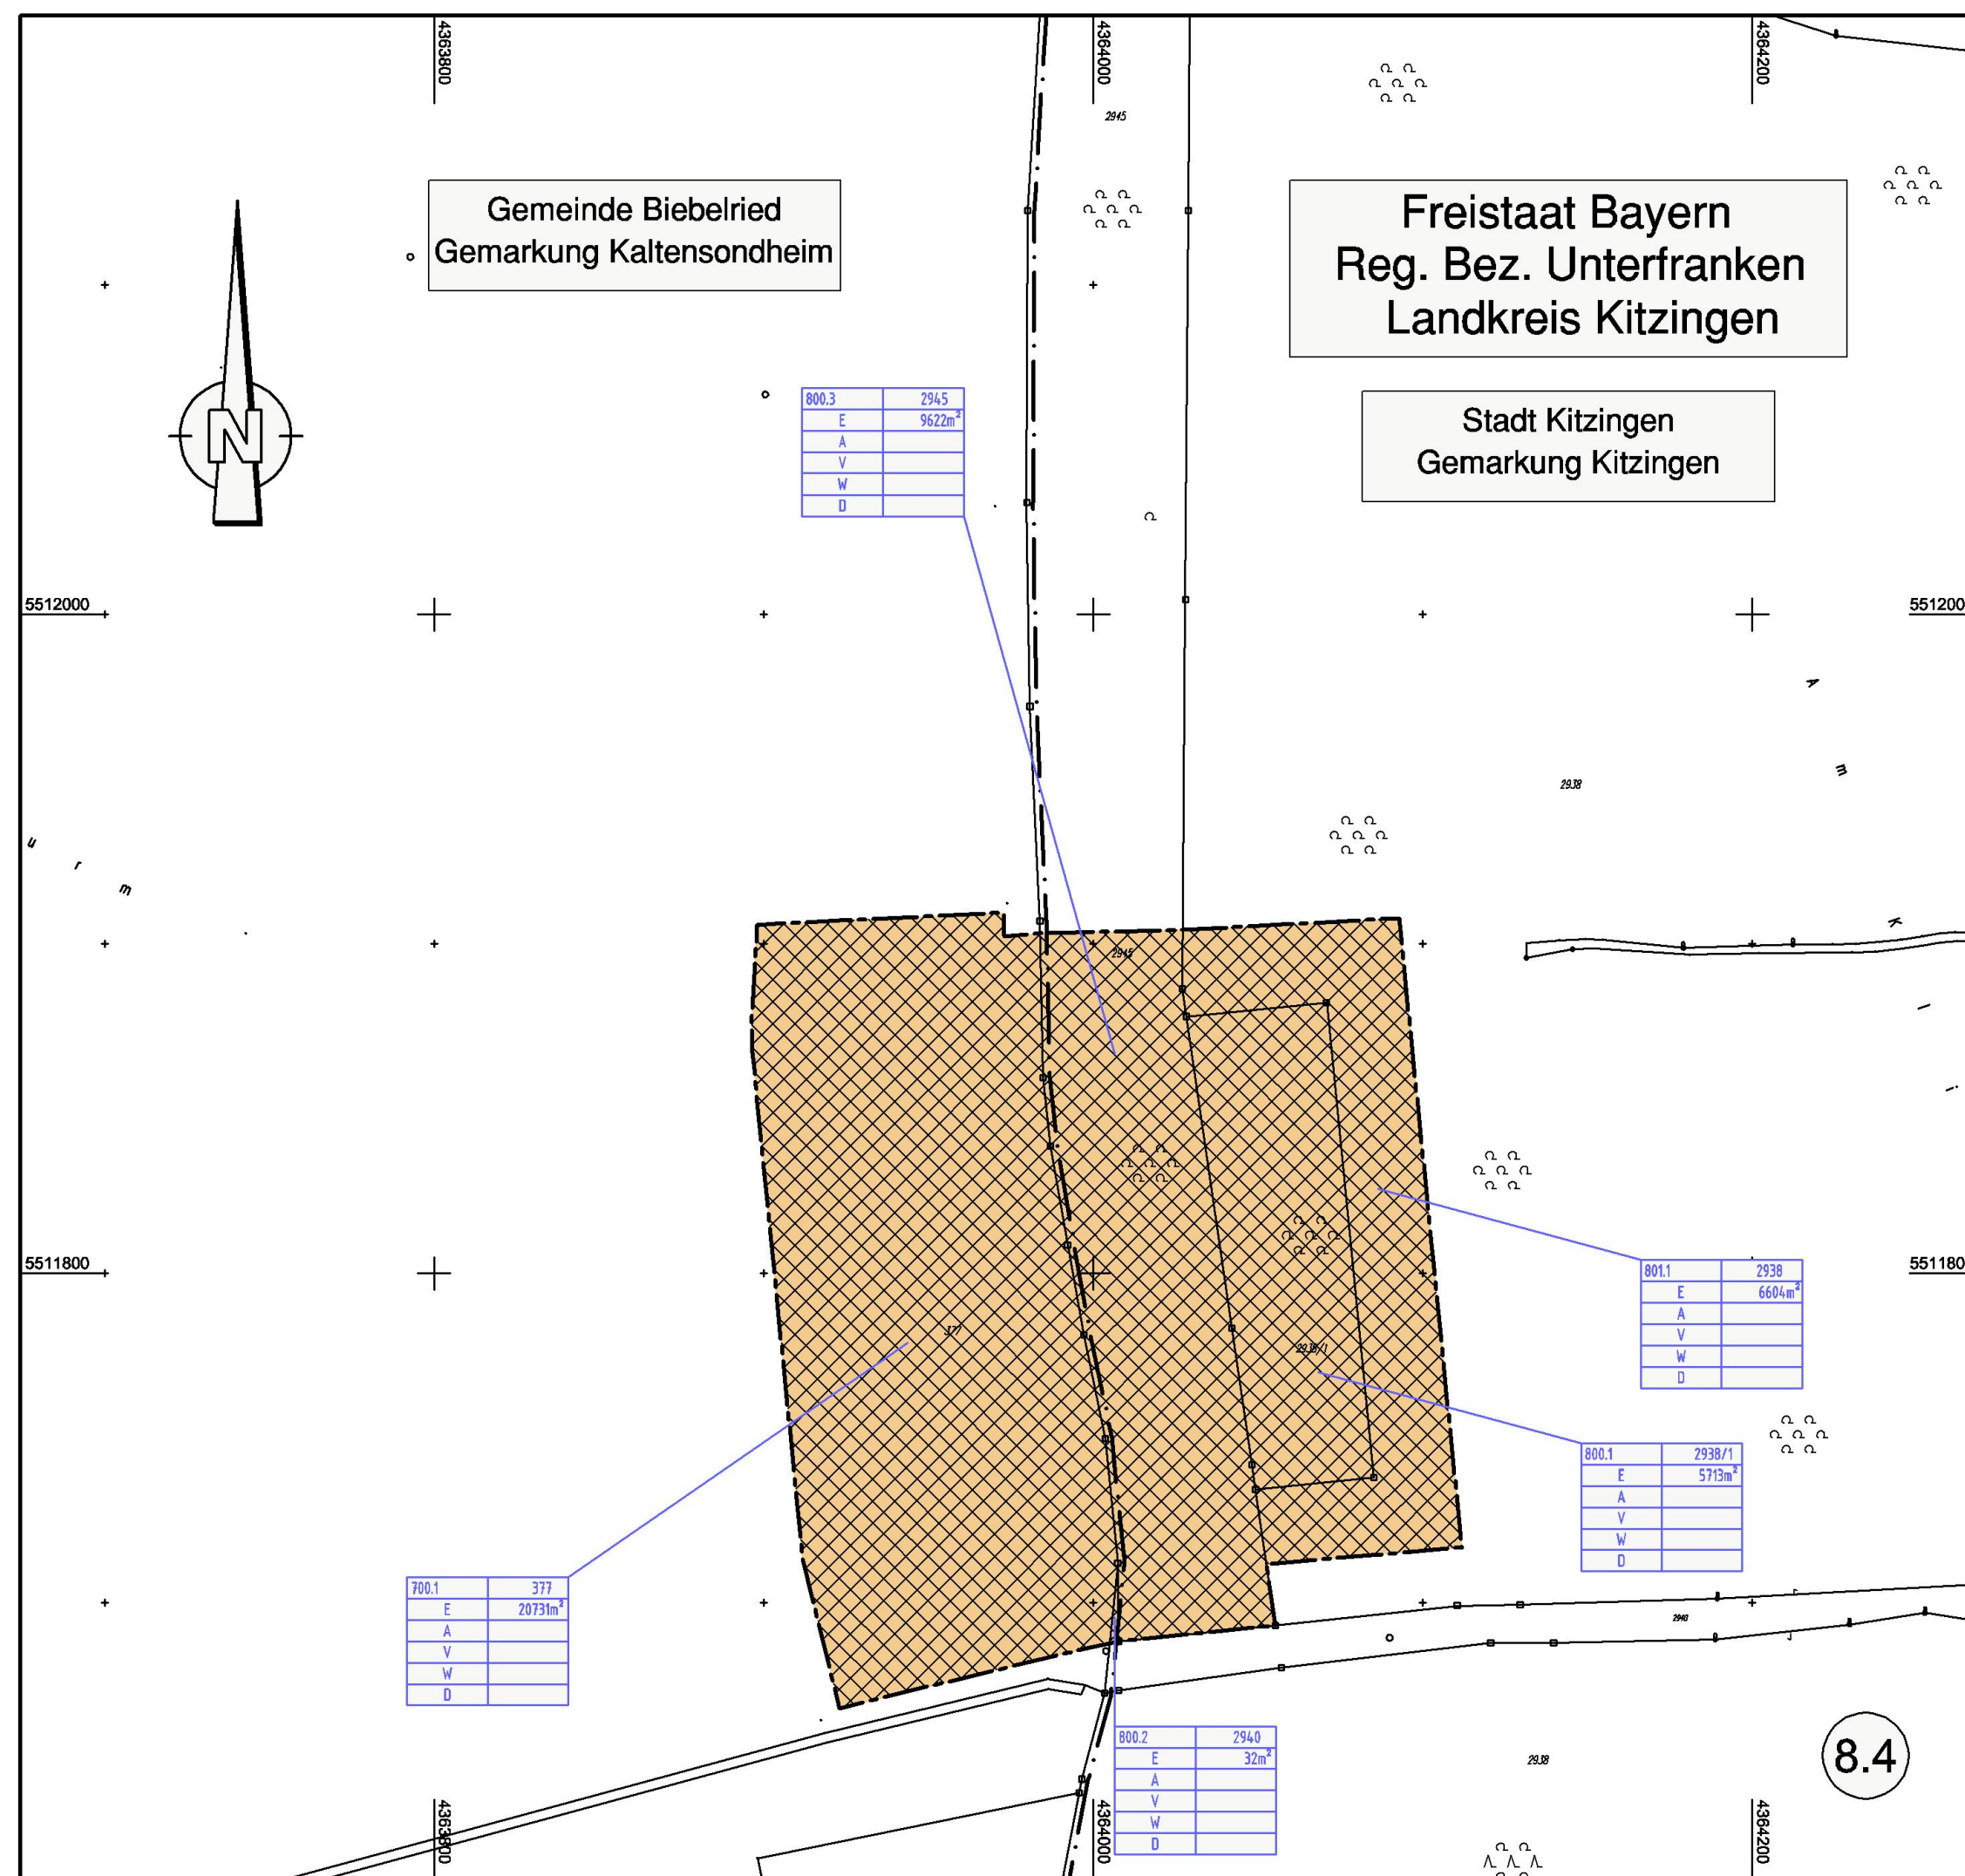 4363800
4364000
4364200
2945
Gemeinde Biebelried
Gemarkung Kaltensondheim
Freistaat Bayern
Reg. Bez. Unterfranken
Landkreis Kitzingen
N
800.3 2945
E 9622m²
A
V
W
D
Stadt Kitzingen
Gemarkung Kitzingen
5512000
551200
A
m
2938
u
r
m
K
l
i
2945
5511800
551180
801.1 2938
E 6604m²
A
V
W
D
377
2938/1
800.1 2938/1
E 5713m²
A
V
W
D
700.1 377
E 20731m²
A
V
W
D
2940
800.2 2940
E 32m²
A
V
W
D
2938
8.4
4363800
4364000
4364200